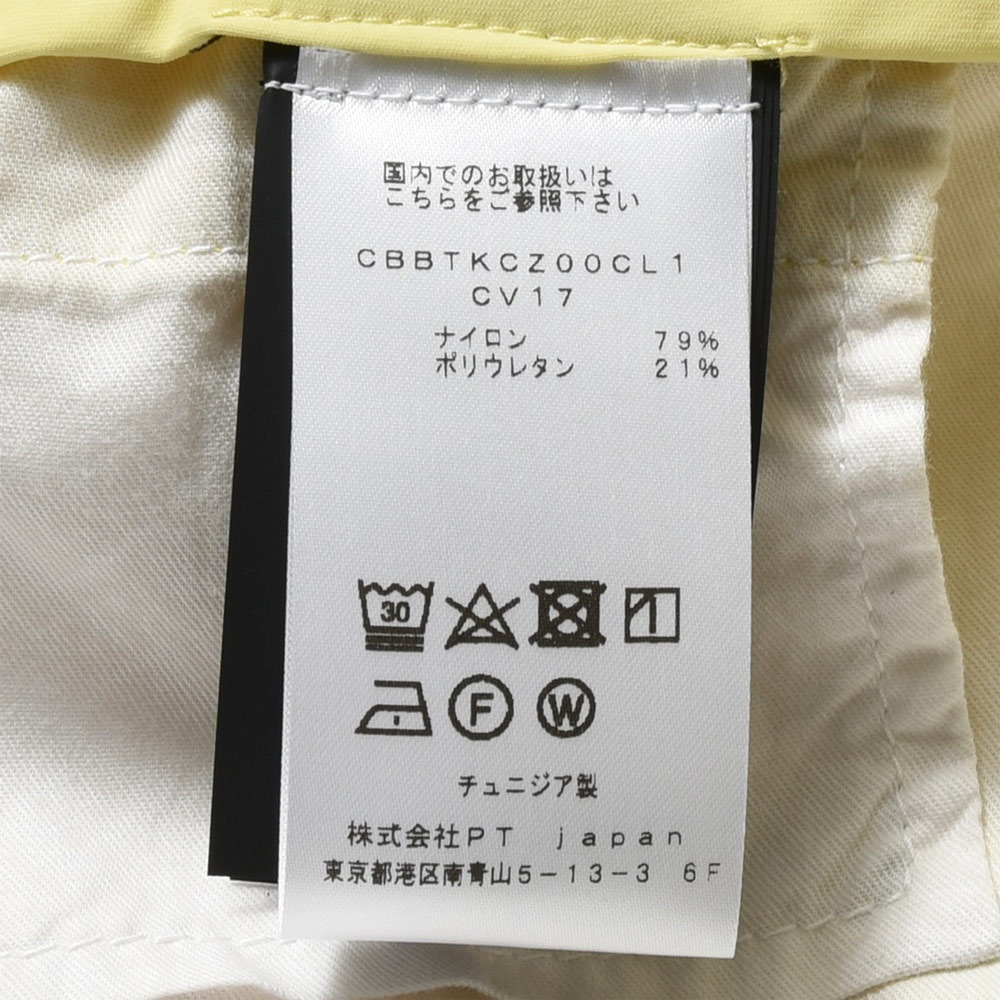 国内でのお取扱いは
こちらをご参照下さい
CBBTKCZ00CL1
CV17
ナイロン 79%
ポリウレタン 21%
30
F W
チュニジア製
株式会社PT japan
東京都港区南青山5-13-3 6F